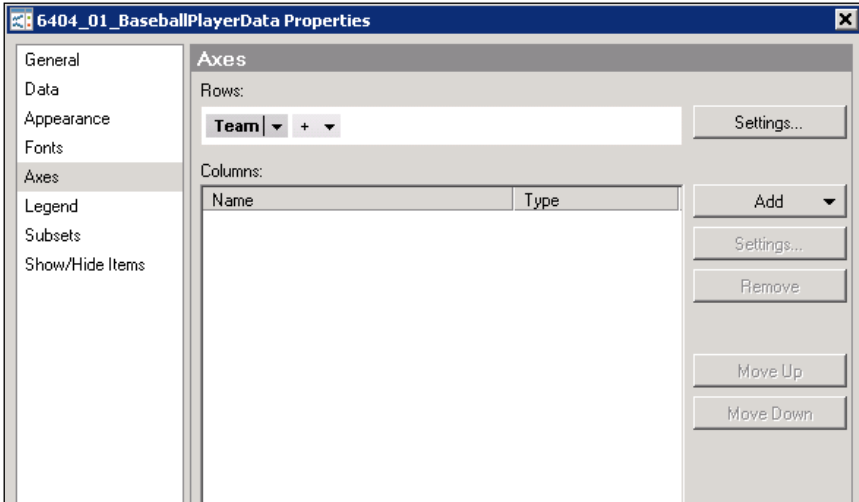 6404_01_BaseballPlayerData Properties
General
Data
Appearance
Fonts
Axes
Legend
Subsets
Show/Hide Items
Axes
Rows:
Team +
Settings...
Columns:
Name Type
Add
Settings...
Remove
Move Up
Move Down